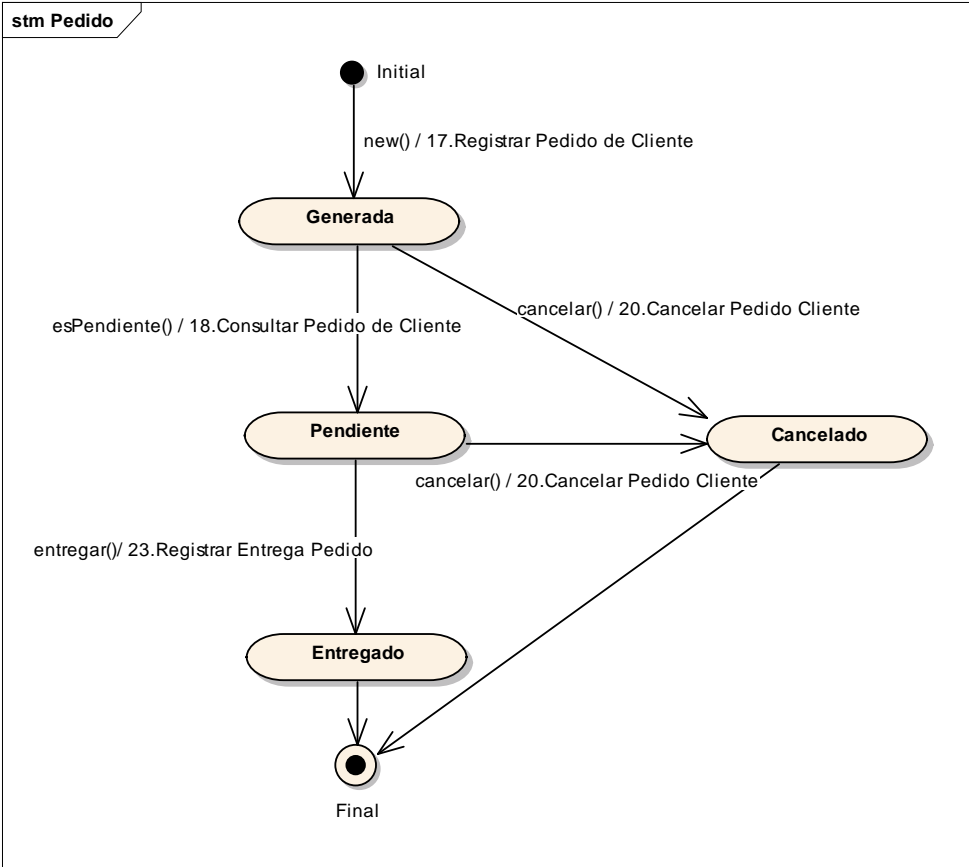 stm Pedido
Initial
new() / 17.Registrar Pedido de Cliente
Generada
cancelar() / 20.Cancelar Pedido Cliente
esPendiente() / 18.Consultar Pedido de Cliente
Pendiente
Cancelado
cancelar() / 20.Cancelar Pedido Cliente
entregar()/ 23.Registrar Entrega Pedido
Entregado
Final